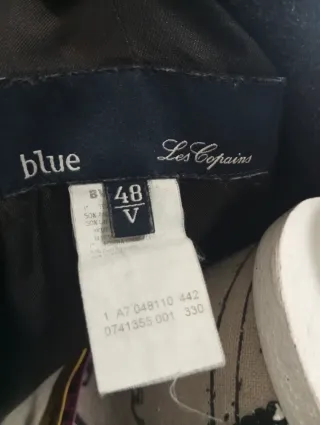 blue
Les Copains
48
V
1 A7 048110 442
0741355 001 330